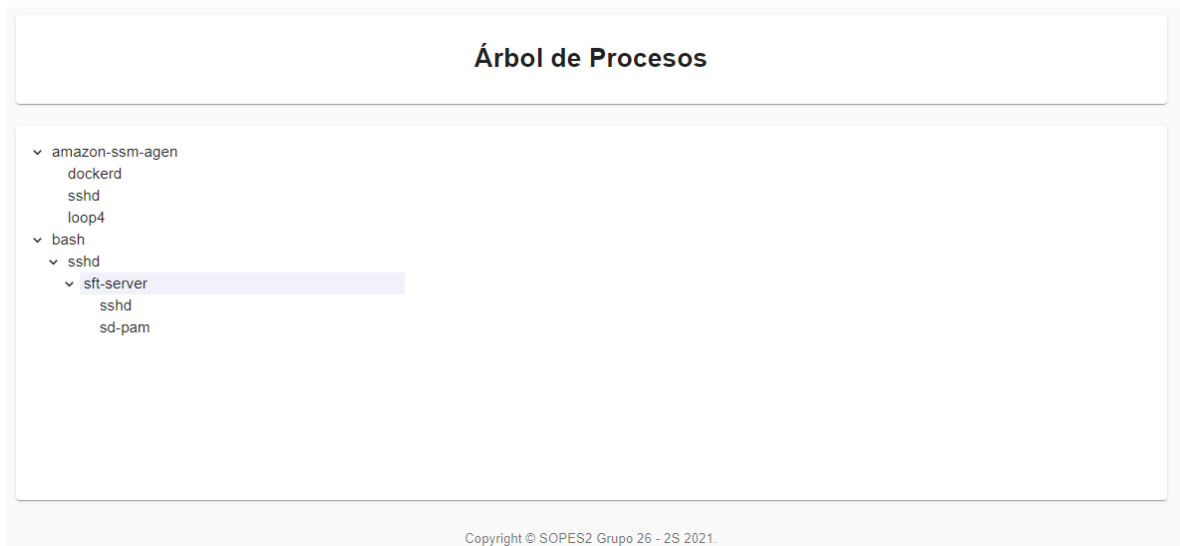 Árbol de Procesos
amazon-ssm-agen
dockerd
sshd
loop4
bash
sshd
sft-server
sshd
sd-pam
Copyright © SOPES2 Grupo 26 - 2S 2021.